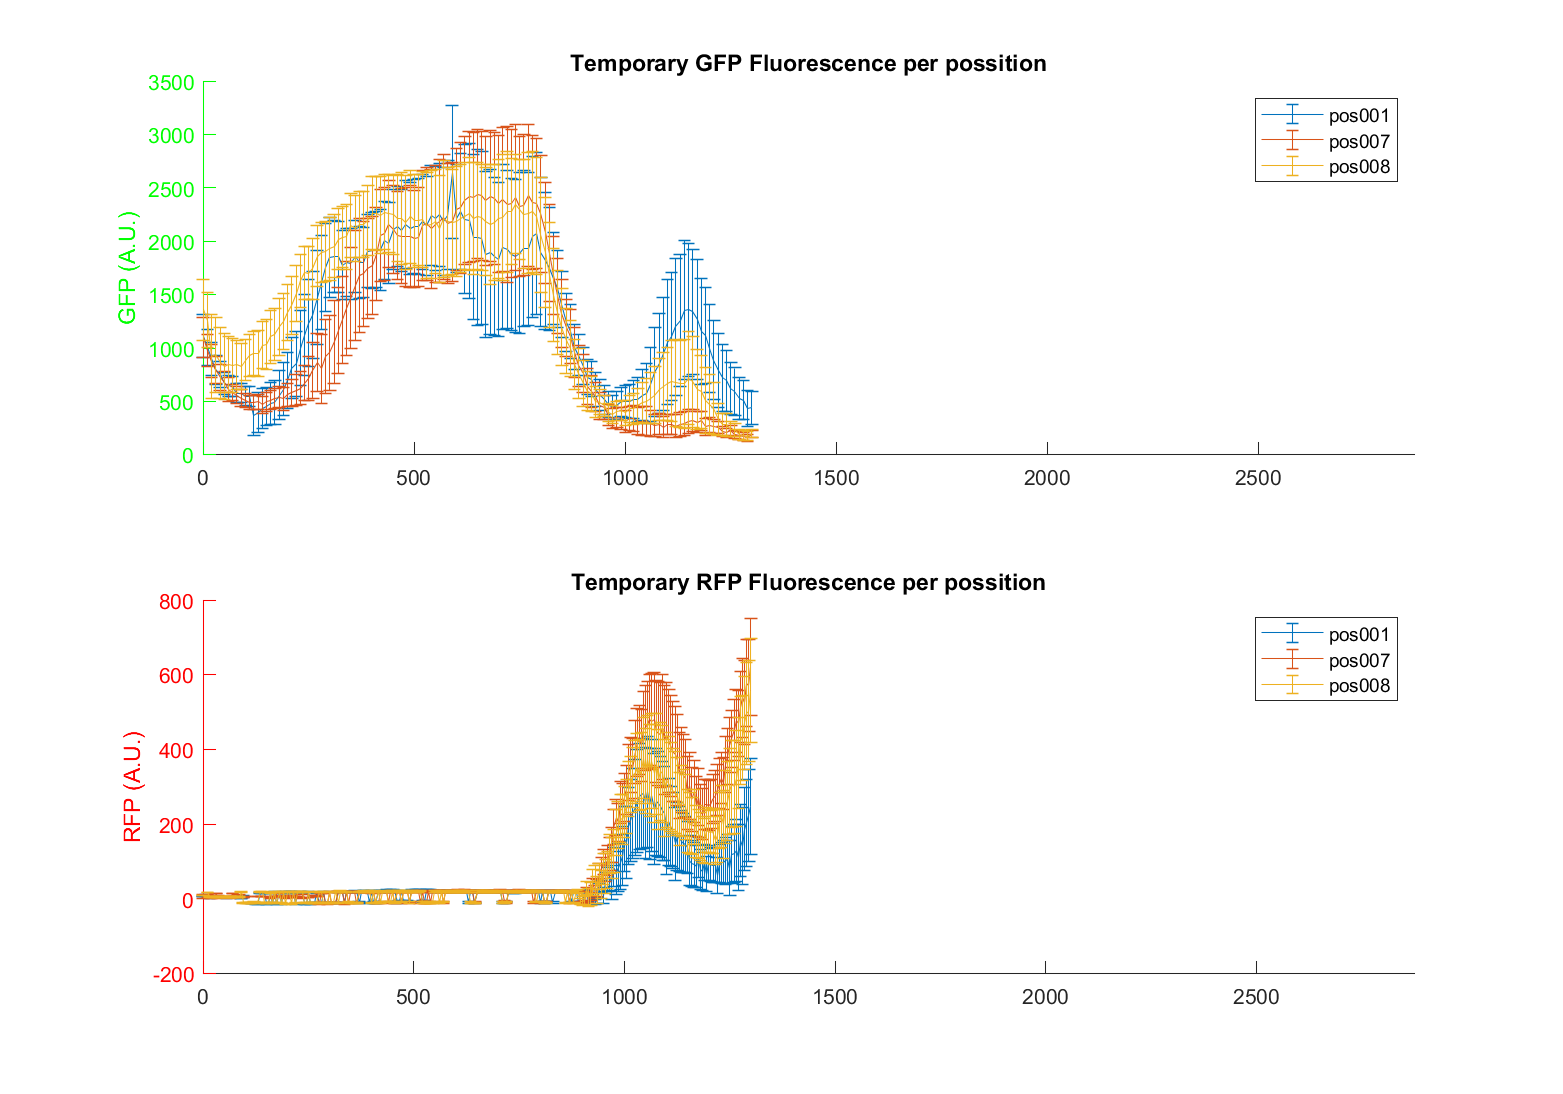 Temporary GFP Fluorescence per possition
3500
3000
2500
2000
1500
1000
500
0
GFP (A.U.)
0 500 1000 1500 2000 2500
pos001
pos007
pos008
Temporary RFP Fluorescence per possition
800
600
400
200
0
-200
RFP (A.U.)
0 500 1000 1500 2000 2500
pos001
pos007
pos008